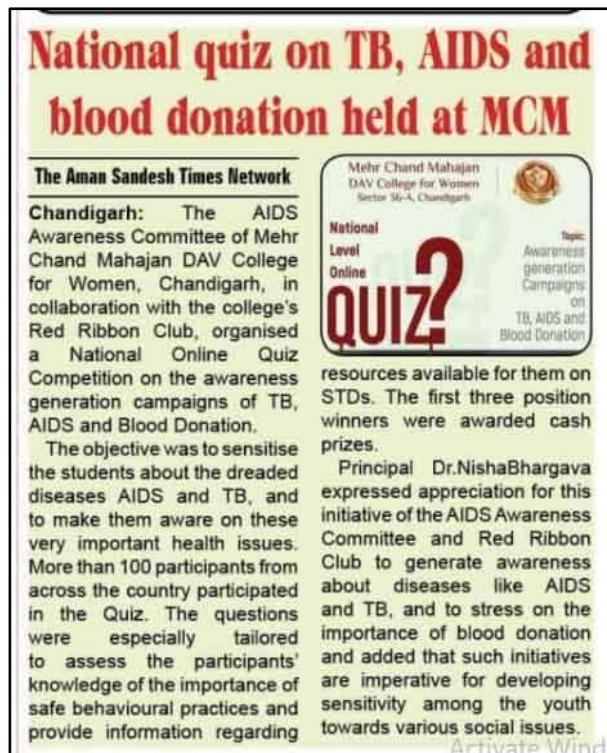 National quiz on TB, AIDS and
blood donation held at MCM
The Aman Sandesh Times Network
Chandigarh: The AIDS
Awareness Committee of Mehr
Chand Mahajan DAV College
for Women, Chandigarh, in
collaboration with the college's
Red Ribbon Club, organised
a National Online Quiz
Competition on the awareness
generation campaigns of TB,
AIDS and Blood Donation.
The objective was to sensitise
the students about the dreaded
diseases AIDS and TB, and
to make them aware on these
very important health issues.
More than 100 participants from
across the country participated
in the Quiz. The questions
were especially tailored
to assess the participants'
knowledge of the importance of
safe behavioural practices and
provide information regarding
Mehr Chand Mahajan
DAV College for Women
Sector 36-A, Chandigarh
National
Level
Online
QUIZ?
Topic:
Awareness
generation
Campaigns
on
TB, AIDS and
Blood Donation
resources available for them on
STDs. The first three position
winners were awarded cash
prizes.
Principal Dr.NishaBhargava
expressed appreciation for this
initiative of the AIDS Awareness
Committee and Red Ribbon
Club to generate awareness
about diseases like AIDS
and TB, and to stress on the
importance of blood donation
and added that such initiatives
are imperative for developing
sensitivity among the youth
towards various social issues.
Activate Wind